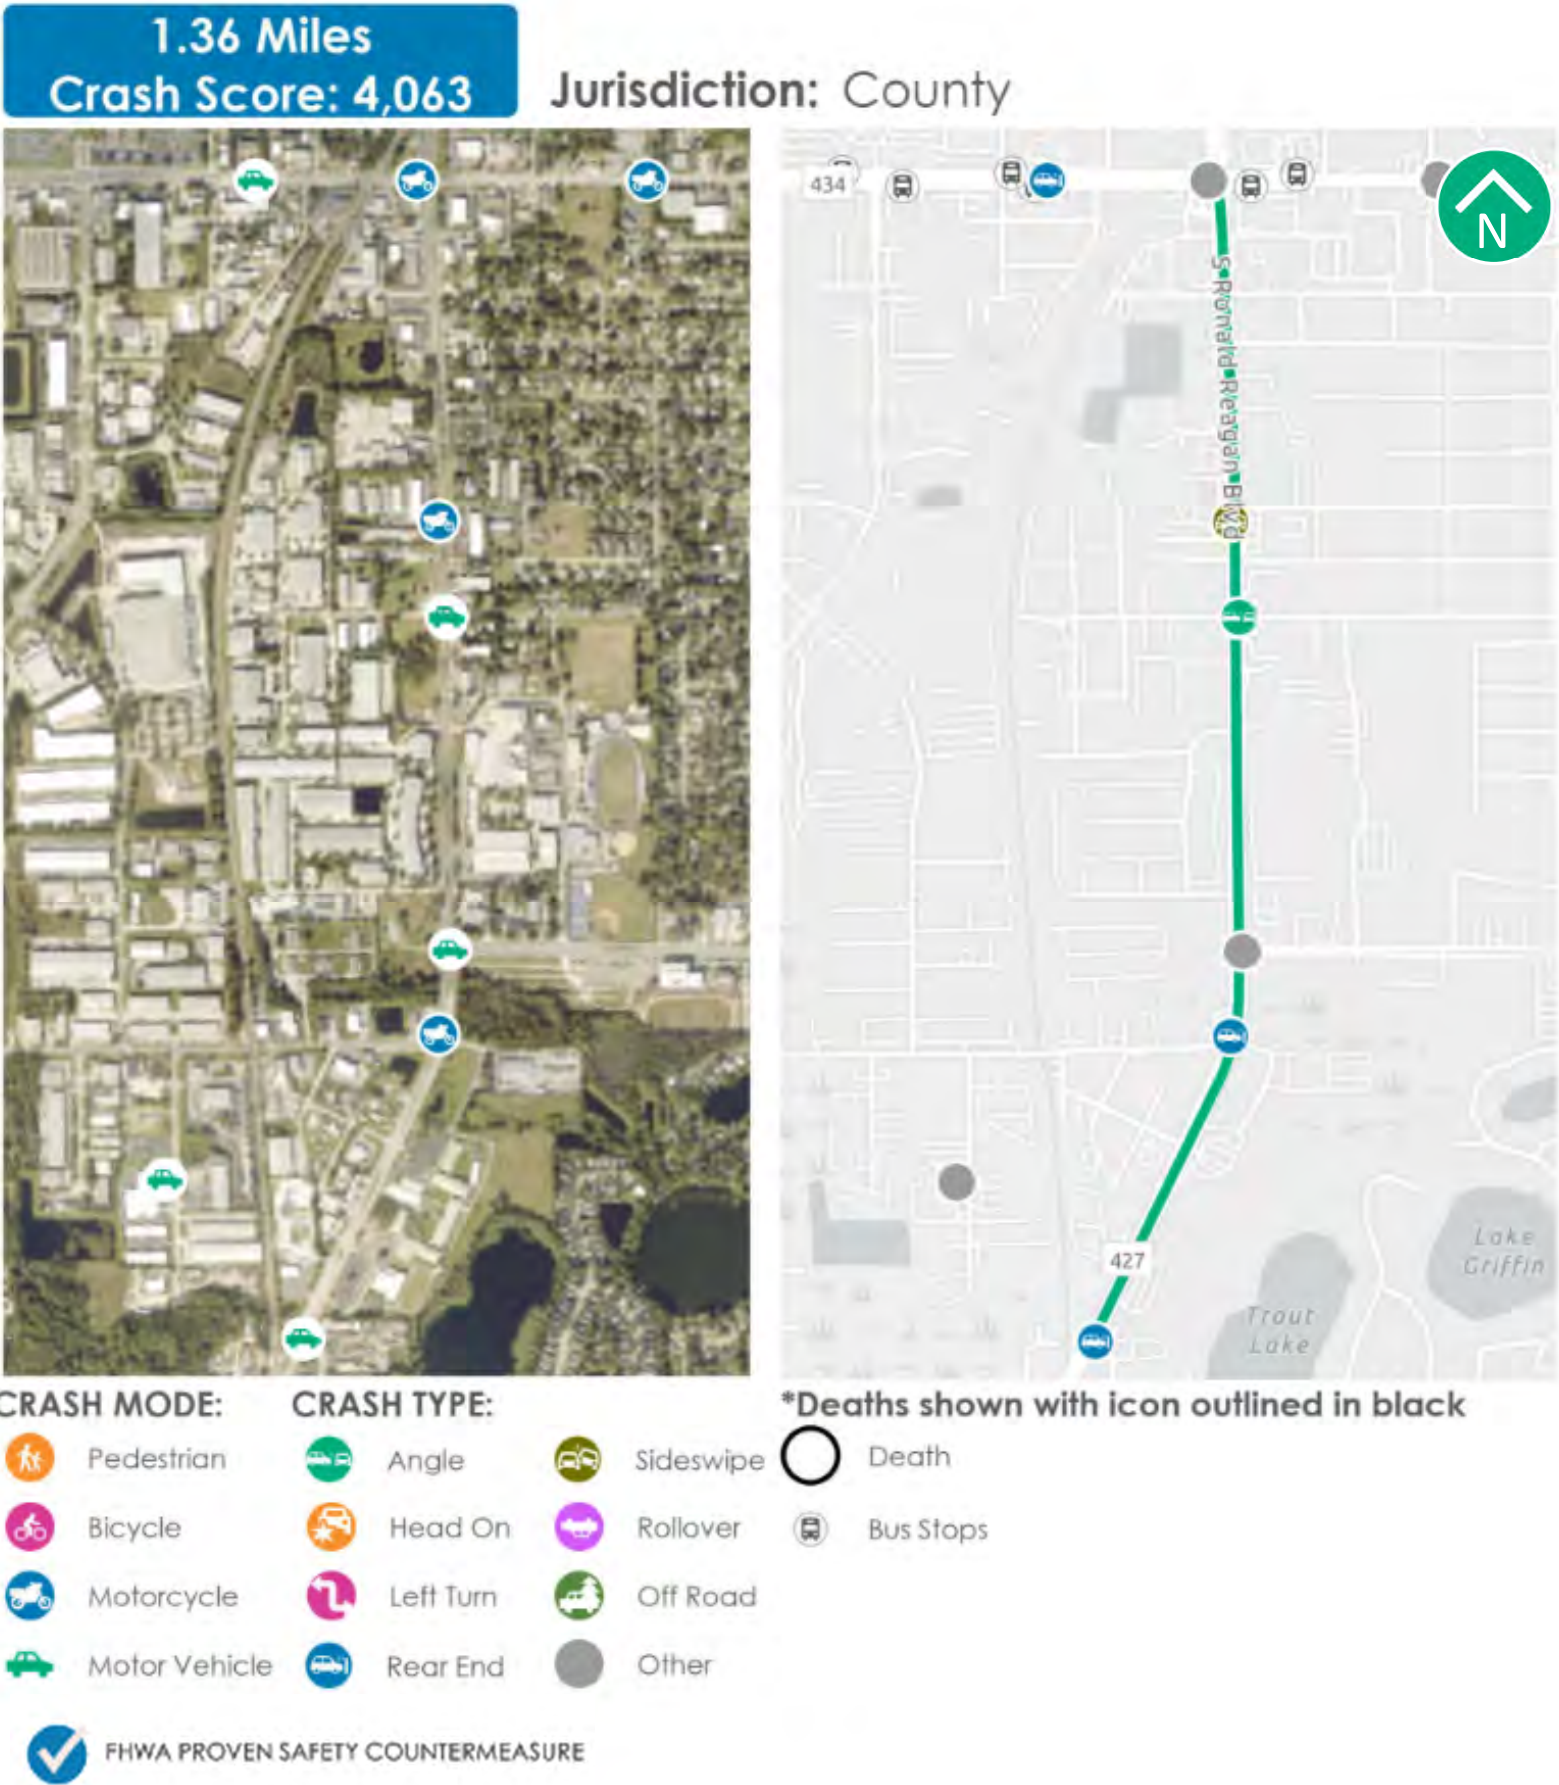 1.36 Miles
Crash Score: 4,063
Jurisdiction: County
434
N
S Ronald Reagan Blvd
427
Lake
Griffin
Trout
Lake
CRASH MODE:
CRASH TYPE:
*Deaths shown with icon outlined in black
Pedestrian
Angle
Sideswipe
Death
Bicycle
Head On
Rollover
Bus Stops
Motorcycle
Left Turn
Off Road
Motor Vehicle
Rear End
Other
FHWA PROVEN SAFETY COUNTERMEASURE